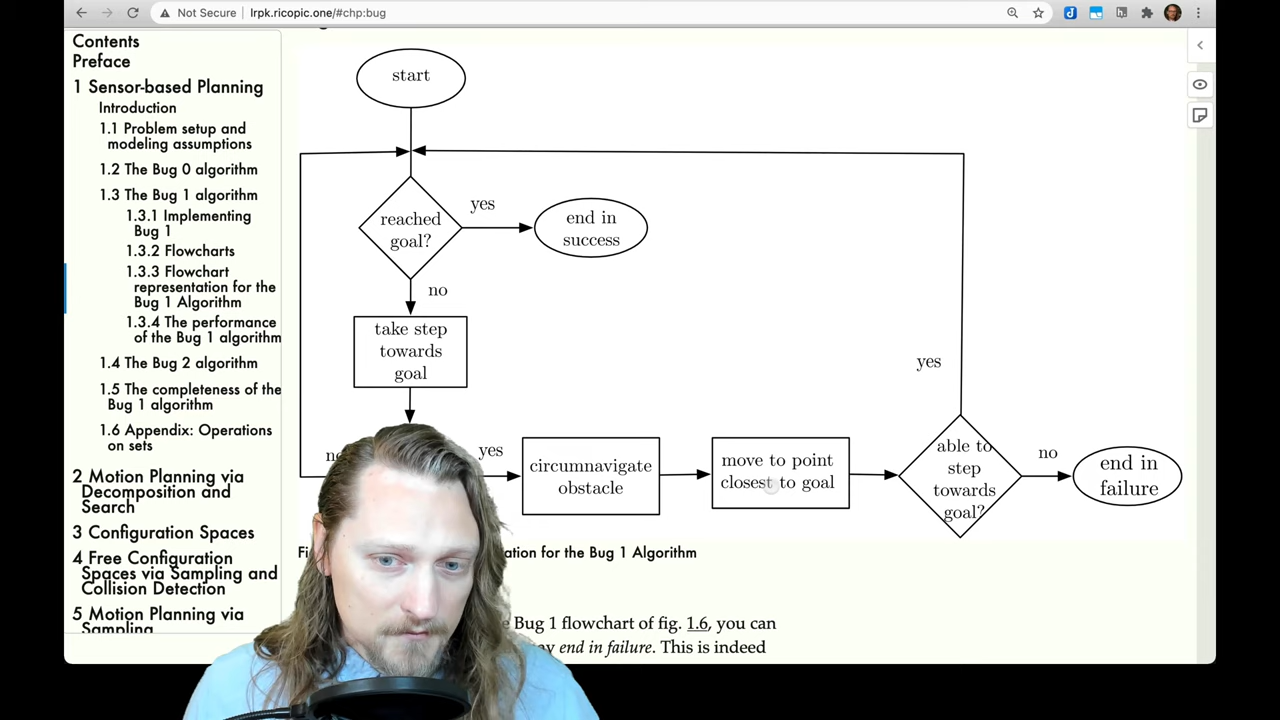 Not Secure
lrpk.ricopic.one/#chp:bug
Contents
Preface
1 Sensor-based Planning
Introduction
1.1 Problem setup and
modeling assumptions
1.2 The Bug 0 algorithm
1.3 The Bug 1 algorithm
1.3.1 Implementing
Bug 1
1.3.2 Flowcharts
1.3.3 Flowchart
representation for the
Bug 1 Algorithm
1.3.4 The performance
of the Bug 1 algorithm
1.4 The Bug 2 algorithm
1.5 The completeness of the
Bug 1 algorithm
1.6 Appendix: Operations
on sets
2 Motion Planning via
Decomposition and
Search
3 Configuration Spaces
4 Free Configuration
Spaces via Sampling and
Collision Detection
5 Motion Planning via
Sampling
start
reached
goal?
yes
end in
success
no
take step
towards
goal
yes
circumnavigate
obstacle
move to point
closest to goal
able to
step
towards
goal?
yes
no
end in
failure
for the Bug 1 Algorithm
Bug 1 flowchart of fig. 1.6, you can
end in failure. This is indeed